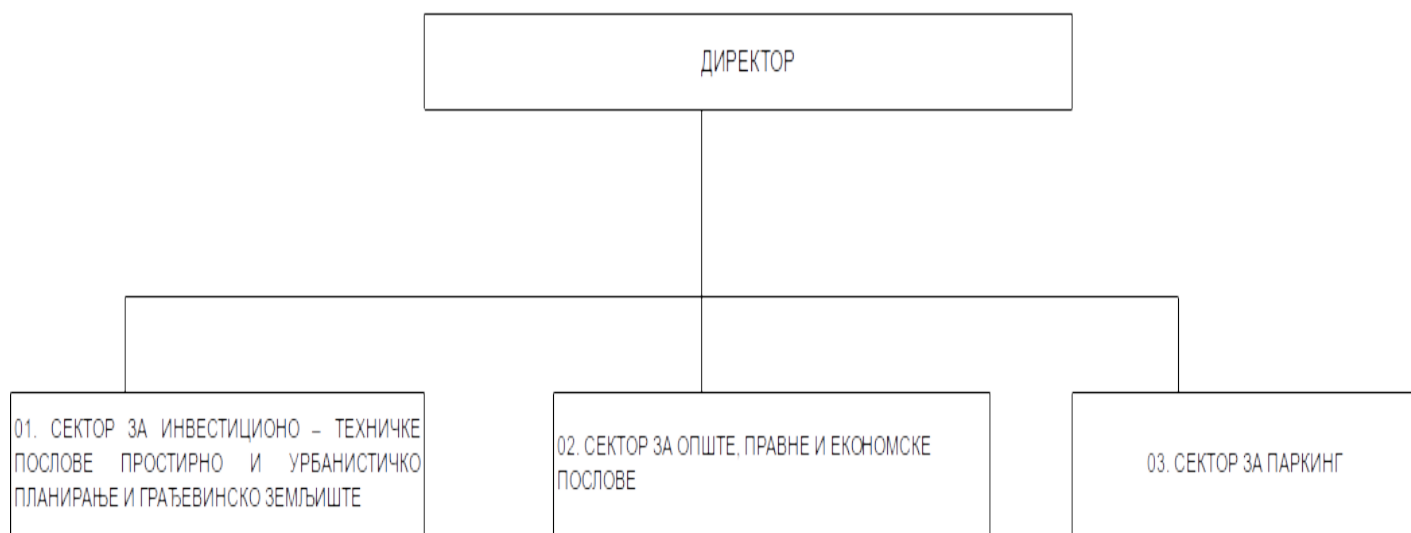 ДИРЕКТОР
01. СЕКТОР ЗА ИНВЕСТИЦИОНО – ТЕХНИЧКЕ
ПОСЛОВЕ ПРОСТИРНО И УРБАНИСТИЧКО
ПЛАНИРАЊЕ И ГРАЂЕВИНСКО ЗЕМЉИШТЕ
02. СЕКТОР ЗА ОПШТЕ, ПРАВНЕ И ЕКОНОМСКЕ
ПОСЛОВЕ
03. СЕКТОР ЗА ПАРКИНГ